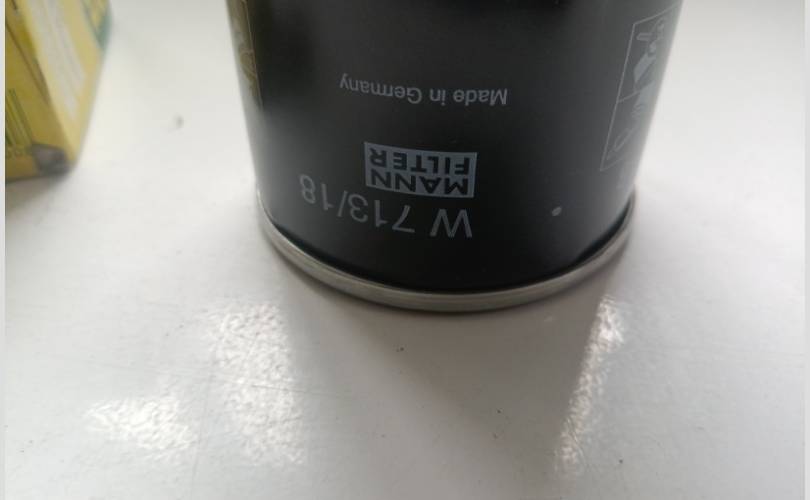 W 713/18
MANN
FILTER
Made in Germany